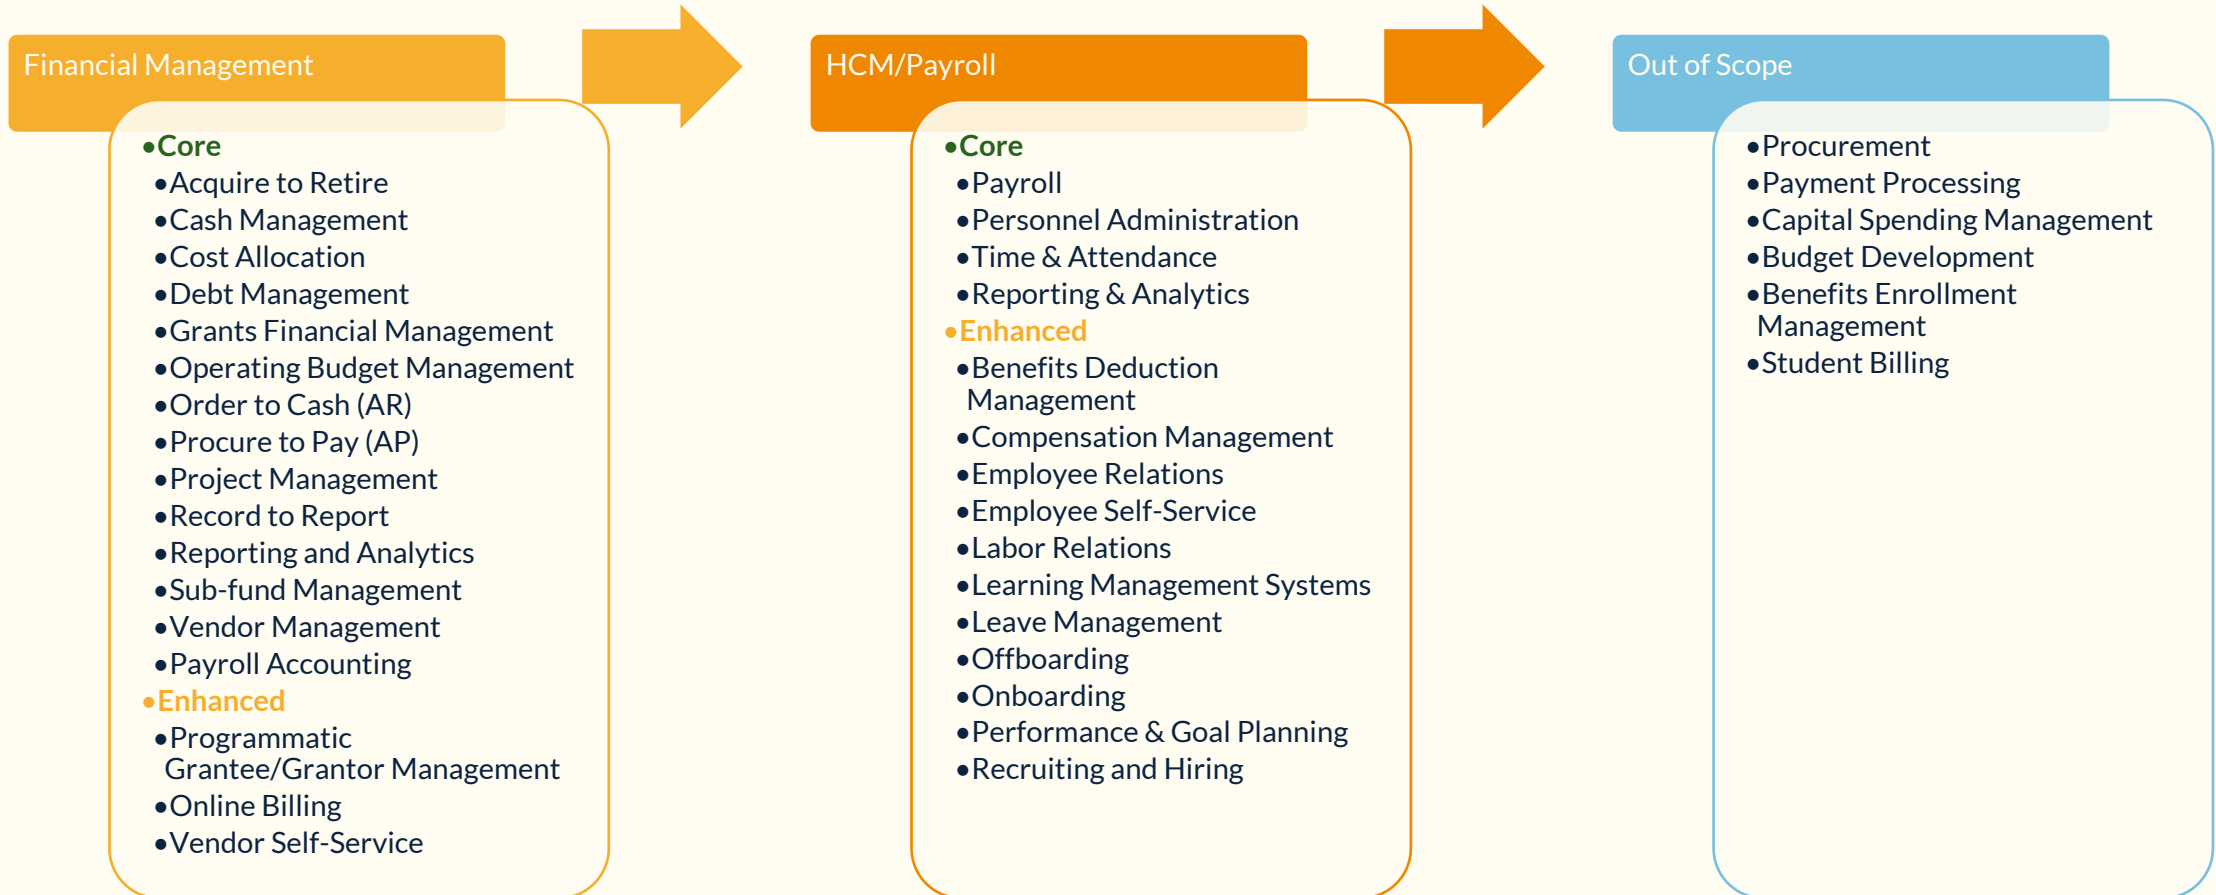 Financial Management
•Core
•Acquire to Retire
•Cash Management
•Cost Allocation
•Debt Management
•Grants Financial Management
•Operating Budget Management
•Order to Cash (AR)
•Procure to Pay (AP)
•Project Management
•Record to Report
•Reporting and Analytics
•Sub-fund Management
•Vendor Management
•Payroll Accounting
•Enhanced
•Programmatic
Grantee/Grantor Management
•Online Billing
•Vendor Self-Service
HCM/Payroll
•Core
•Payroll
•Personnel Administration
•Time & Attendance
•Reporting & Analytics
•Enhanced
•Benefits Deduction
Management
•Compensation Management
•Employee Relations
•Employee Self-Service
•Labor Relations
•Learning Management Systems
•Leave Management
•Offboarding
•Onboarding
•Performance & Goal Planning
•Recruiting and Hiring
Out of Scope
•Procurement
•Payment Processing
•Capital Spending Management
•Budget Development
•Benefits Enrollment
Management
•Student Billing